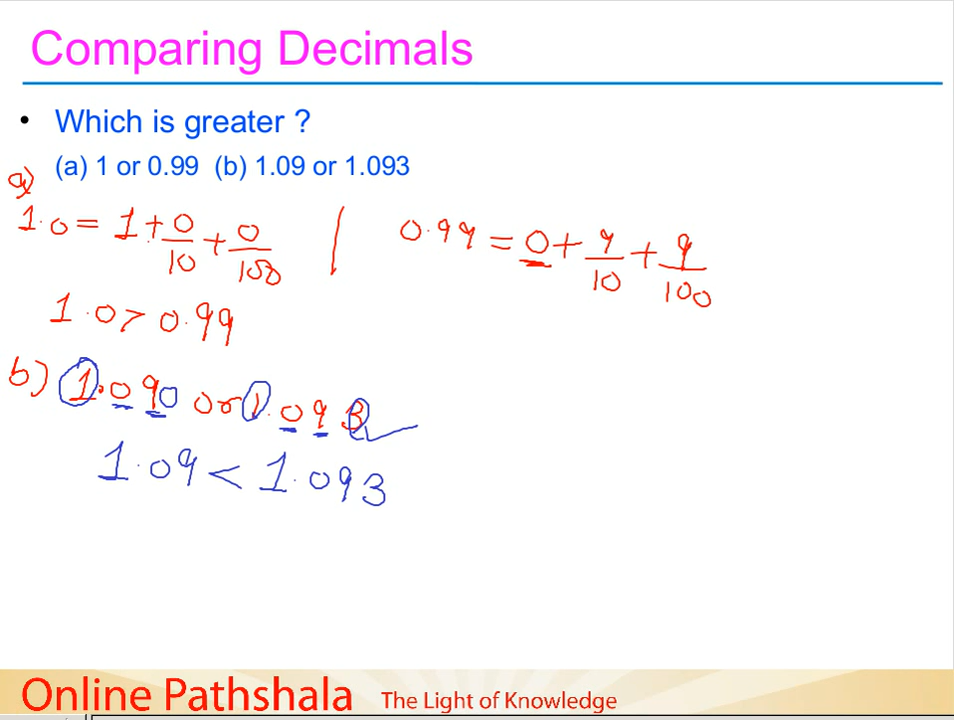 Comparing Decimals
• Which is greater ?
(a) 1 or 0.99 (b) 1.09 or 1.093
a)
1.0 = 1 + 0/10 + 0/100 | 0.99 = 0 + 9/10 + 9/100
1.0 > 0.99
b) 1.090 or 1.093
1.09 < 1.093
Online Pathshala The Light of Knowledge